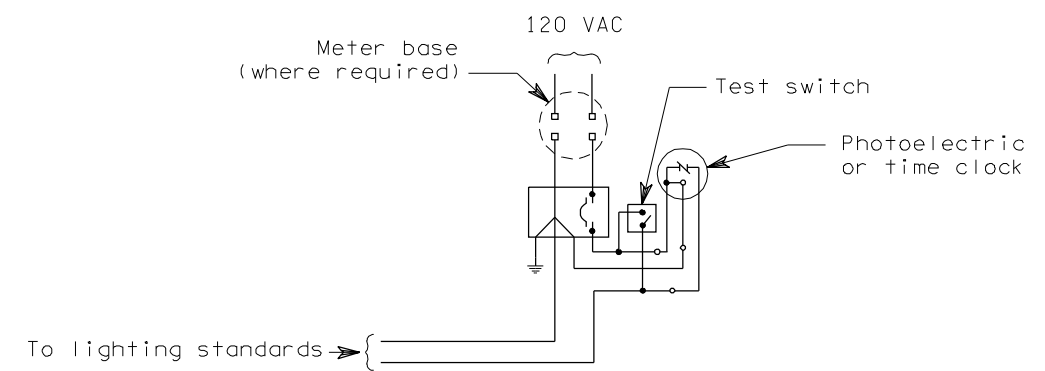 120 VAC
Meter base
(where required)
Test switch
Photoelectric
or time clock
To lighting standards